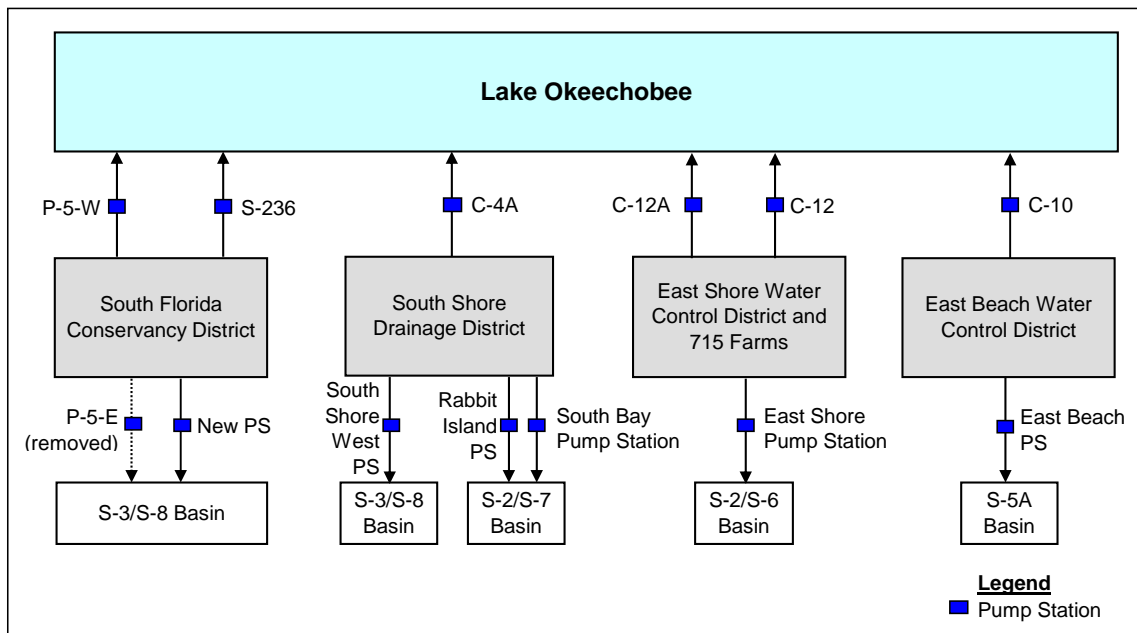 Lake Okeechobee
P-5-W
S-236
C-4A
C-12A
C-12
C-10
South Florida
Conservancy District
South Shore
Drainage District
East Shore Water
Control District and
715 Farms
East Beach Water
Control District
P-5-E
(removed)
New PS
South
Shore
West PS
Rabbit
Island
PS
South Bay
Pump Station
East Shore
Pump Station
East Beach
PS
S-3/S-8 Basin
S-3/S-8
Basin
S-2/S-7
Basin
S-2/S-6
Basin
S-5A
Basin
Legend
Pump Station